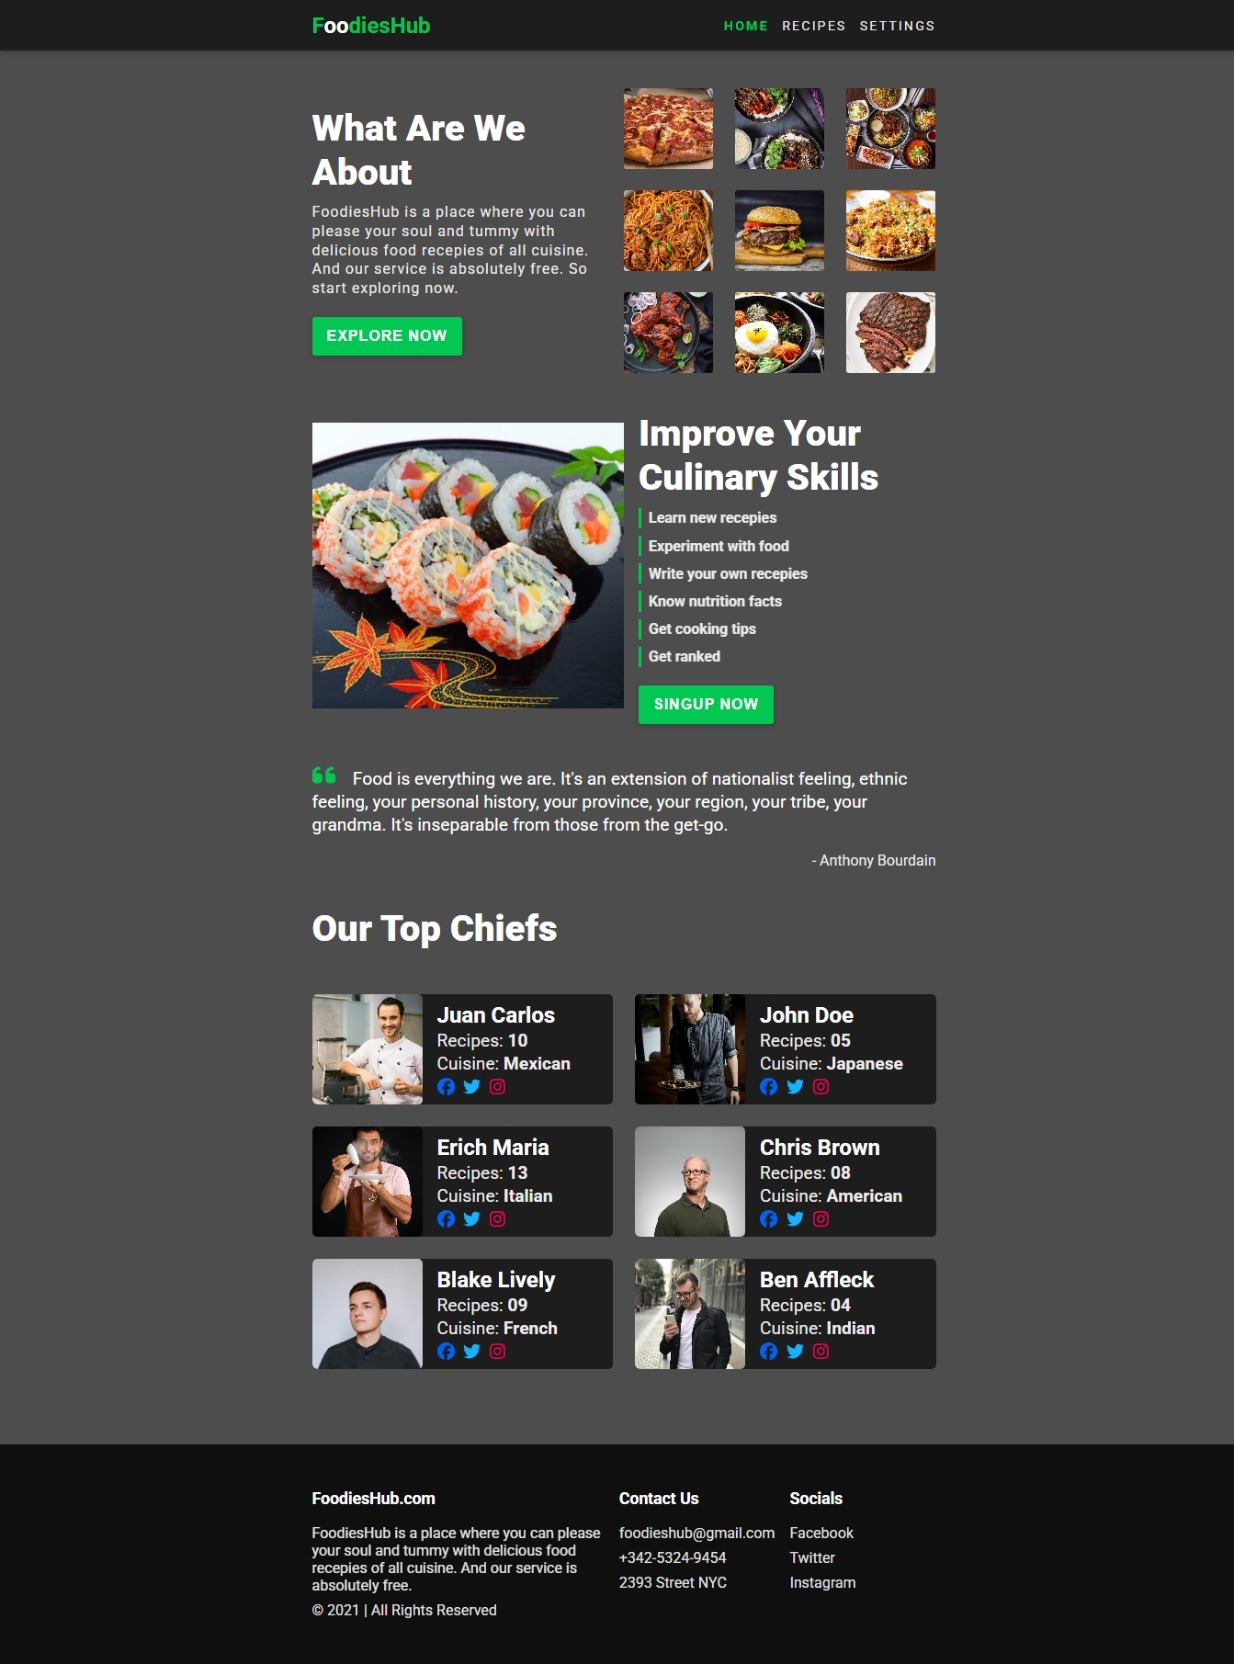 FoodiesHub
HOME RECIPES SETTINGS
What Are We
About
FoodiesHub is a place where you can
please your soul and tummy with
delicious food recepies of all cuisine.
And our service is absolutely free. So
start exploring now.
EXPLORE NOW
Improve Your
Culinary Skills
Learn new recepies
Experiment with food
Write your own recepies
Know nutrition facts
Get cooking tips
Get ranked
SINGUP NOW
Food is everything we are. It's an extension of nationalist feeling, ethnic
feeling, your personal history, your province, your region, your tribe, your
grandma. It's inseparable from those from the get-go.
- Anthony Bourdain
Our Top Chiefs
Juan Carlos
Recipes: 10
Cuisine: Mexican
John Doe
Recipes: 05
Cuisine: Japanese
Erich Maria
Recipes: 13
Cuisine: Italian
Chris Brown
Recipes: 08
Cuisine: American
Blake Lively
Recipes: 09
Cuisine: French
Ben Affleck
Recipes: 04
Cuisine: Indian
FoodiesHub.com
FoodiesHub is a place where you can please
your soul and tummy with delicious food
recepies of all cuisine. And our service is
absolutely free.
© 2021 | All Rights Reserved
Contact Us
foodieshub@gmail.com
+342-5324-9454
2393 Street NYC
Socials
Facebook
Twitter
Instagram